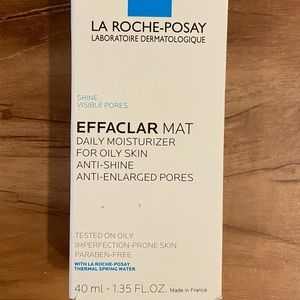 LA ROCHE-POSAY
LABORATOIRE DERMATOLOGIQUE
SHINE
VISIBLE PORES
EFFACLAR MAT
DAILY MOISTURIZER
FOR OILY SKIN
ANTI-SHINE
ANTI-ENLARGED PORES
TESTED ON OILY
IMPERFECTION-PRONE SKIN
PARABEN-FREE
WITH LA ROCHE-POSAY
THERMAL SPRING WATER
40 ml - 1.35 FL.OZ. Made in France